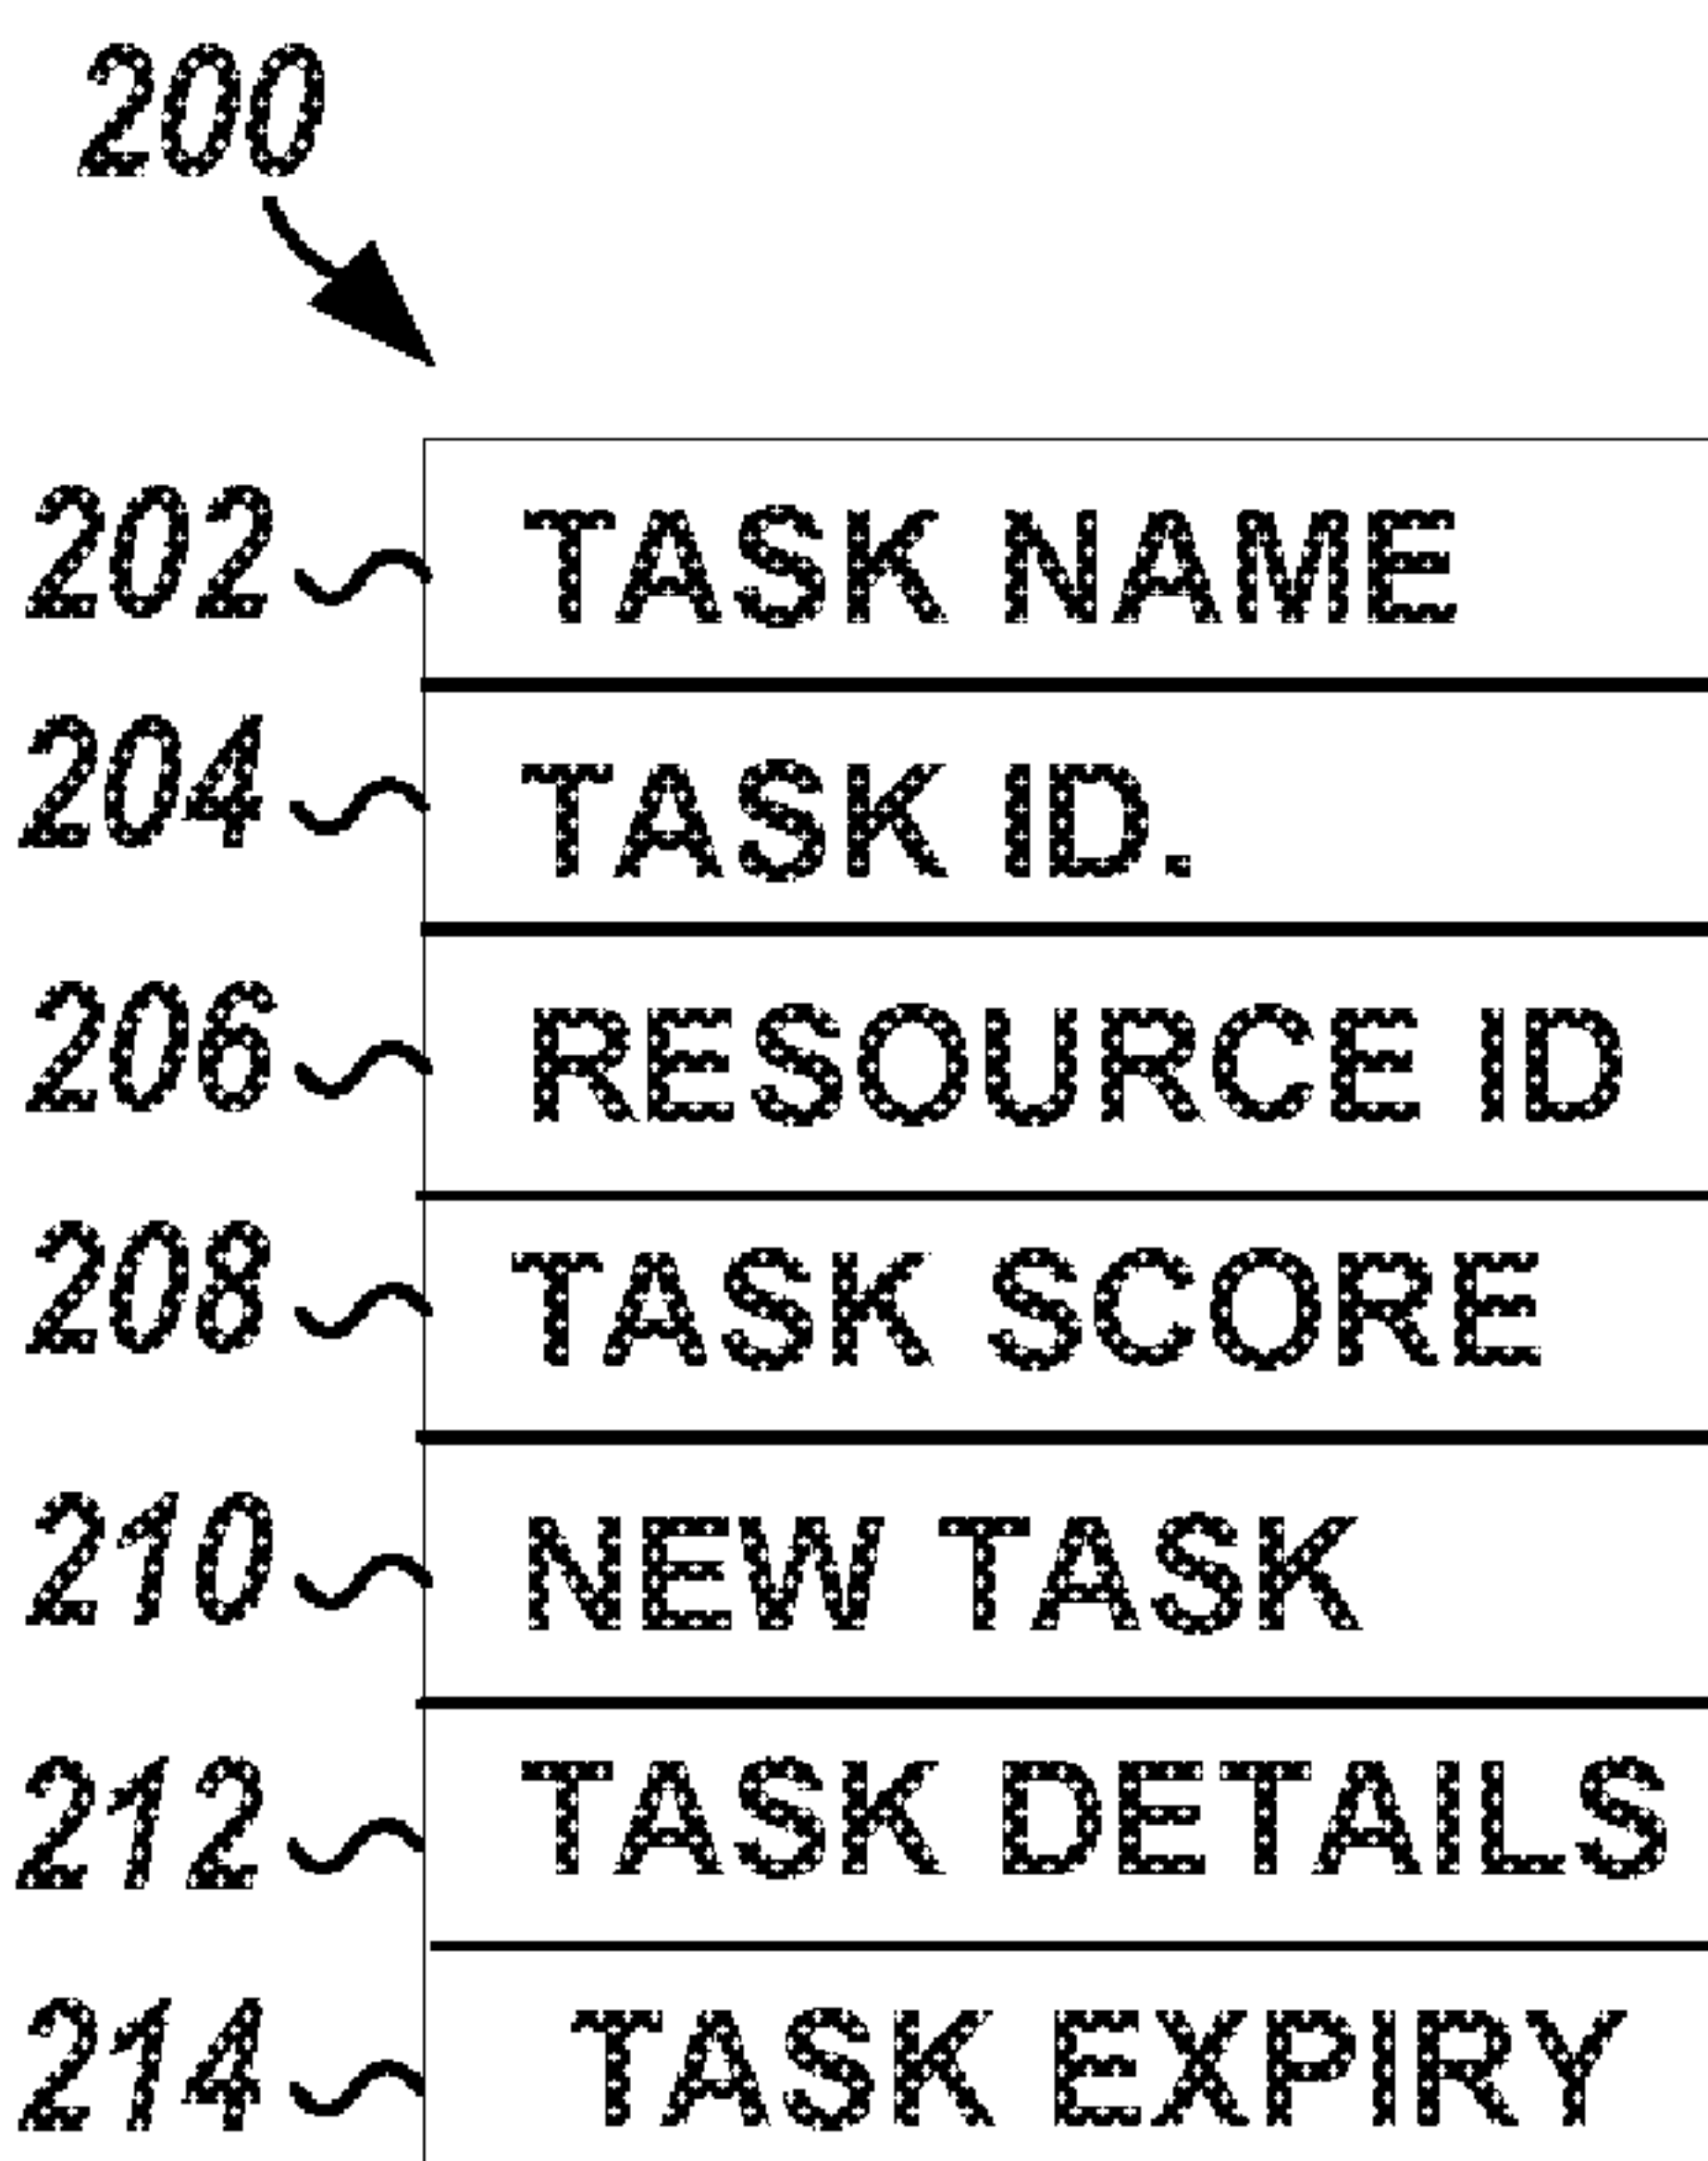 200
202 TASK NAME
204 TASK ID.
206 RESOURCE ID
208 TASK SCORE
210 NEW TASK
212 TASK DETAILS
214 TASK EXPIRY